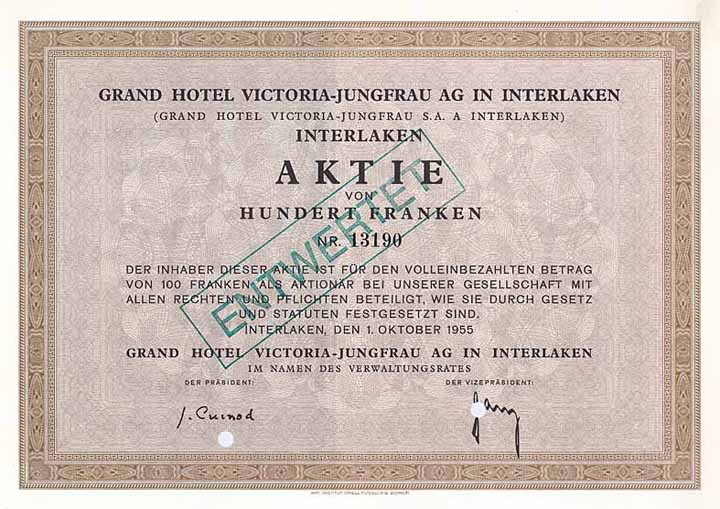 GRAND HOTEL VICTORIA-JUNGFRAU AG IN INTERLAKEN
(GRAND HOTEL VICTORIA-JUNGFRAU S.A. A INTERLAKEN)
INTERLAKEN
AKTIE
VON
HUNDERT FRANKEN
NR. 13190
ENTWERTET
DER INHABER DIESER AKTIE IST FÜR DEN VOLLEINBEZAHLTEN BETRAG
VON 100 FRANKEN ALS AKTIONÄR BEI UNSERER GESELLSCHAFT MIT
ALLEN RECHTEN UND PFLICHTEN BETEILIGT, WIE SIE DURCH GESETZ
UND STATUTEN FESTGESETZT SIND.
INTERLAKEN, DEN 1. OKTOBER 1955
GRAND HOTEL VICTORIA-JUNGFRAU AG IN INTERLAKEN
IM NAMEN DES VERWALTUNGSRATES
DER PRÄSIDENT: DER VIZEPRÄSIDENT:
J. Cuénod